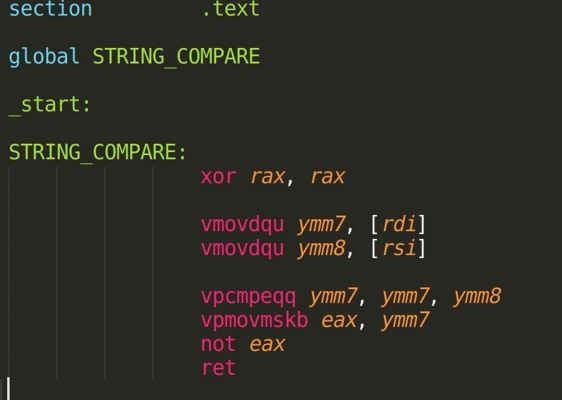 section .text
global STRING_COMPARE
_start:
STRING_COMPARE:
xor rax, rax
vmovdqu ymm7, [rdi]
vmovdqu ymm8, [rsi]
vpcmpeqq ymm7, ymm7, ymm8
vpmovmskb eax, ymm7
not eax
ret